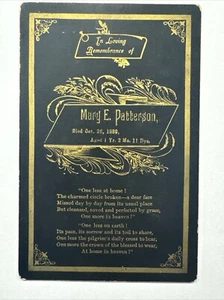 In Loving
Remembrance of
Mary E. Patterson,
Died Oct. 29,
Aged 1 Yr. 2 Ms. 11 Dys.
"One less at home!
The charmed circle broken—a dear face
Missed day by day from its usual place
But cleansed, saved and perfected by grace,
One more in heaven!"
"One less on earth!
Its pain, its sorrow and its toil to share,
One less the pilgrim's daily cross to bear,
One more the crown of the blessed to wear,
At home in heaven!"